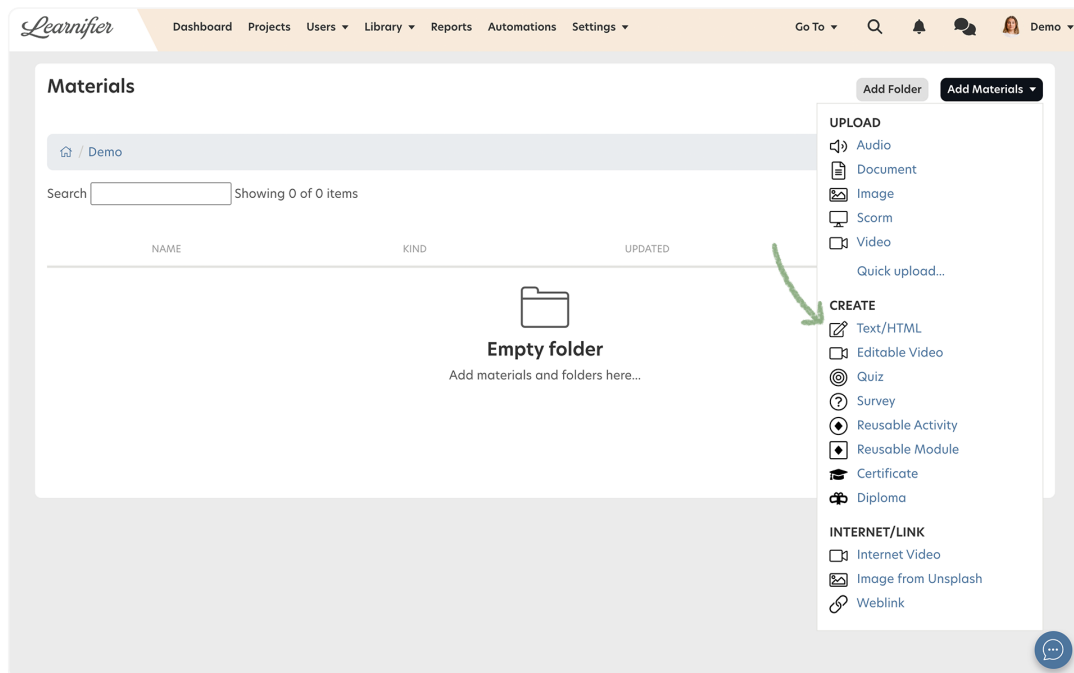 Learnifier Dashboard Projects Users Library Reports Automations Settings Go To Demo
Materials
Add Folder Add Materials
Demo
Search Showing 0 of 0 items
NAME KIND UPDATED
Empty folder
Add materials and folders here...
UPLOAD
Audio
Document
Image
Scorm
Video
Quick upload...
CREATE
Text/HTML
Editable Video
Quiz
Survey
Reusable Activity
Reusable Module
Certificate
Diploma
INTERNET/LINK
Internet Video
Image from Unsplash
Weblink